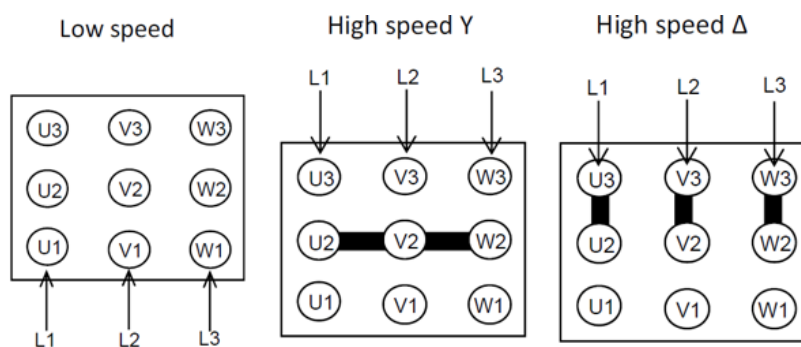 Low speed
U3 V3 W3
U2 V2 W2
U1 V1 W1
L1 L2 L3
High speed Y
L1 L2 L3
U3 V3 W3
U2 V2 W2
U1 V1 W1
High speed Δ
L1 L2 L3
U3 V3 W3
U2 V2 W2
U1 V1 W1